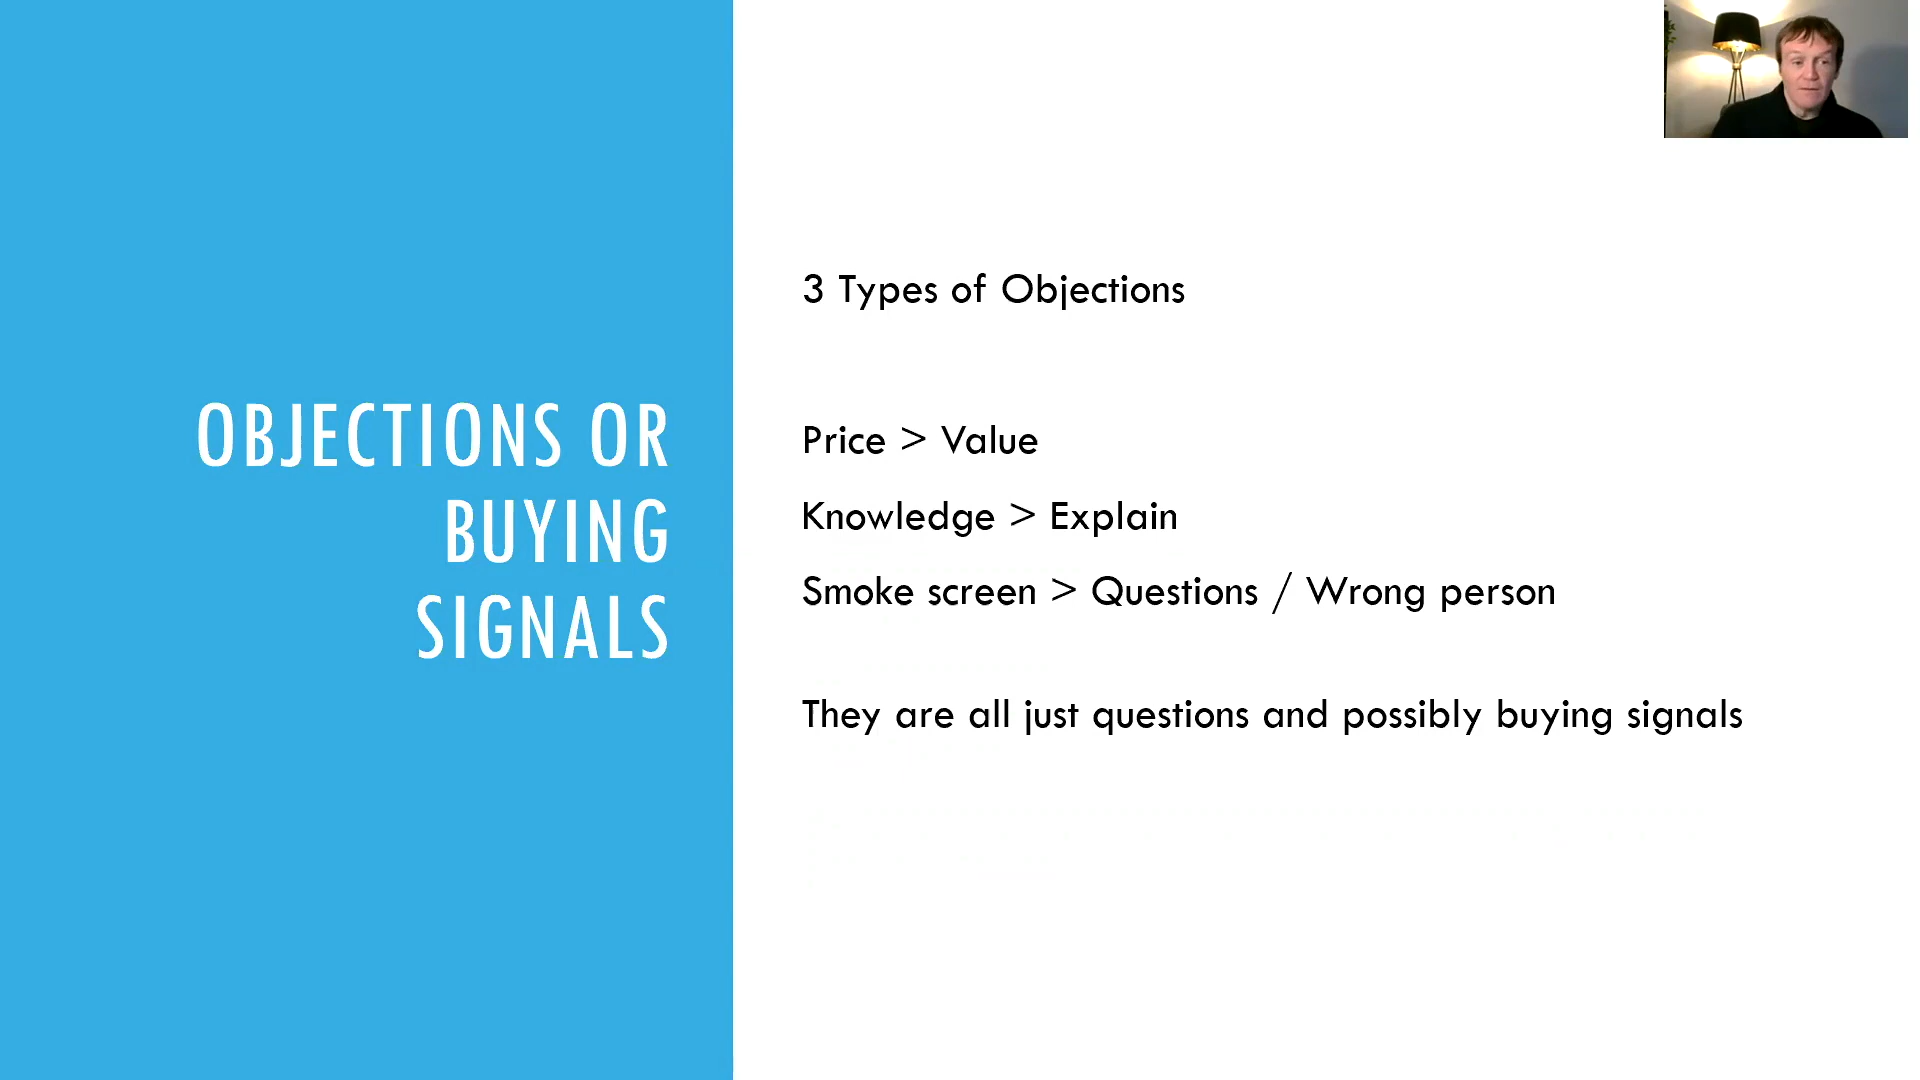 OBJECTIONS OR
BUYING
SIGNALS
3 Types of Objections
Price > Value
Knowledge > Explain
Smoke screen > Questions / Wrong person
They are all just questions and possibly buying signals